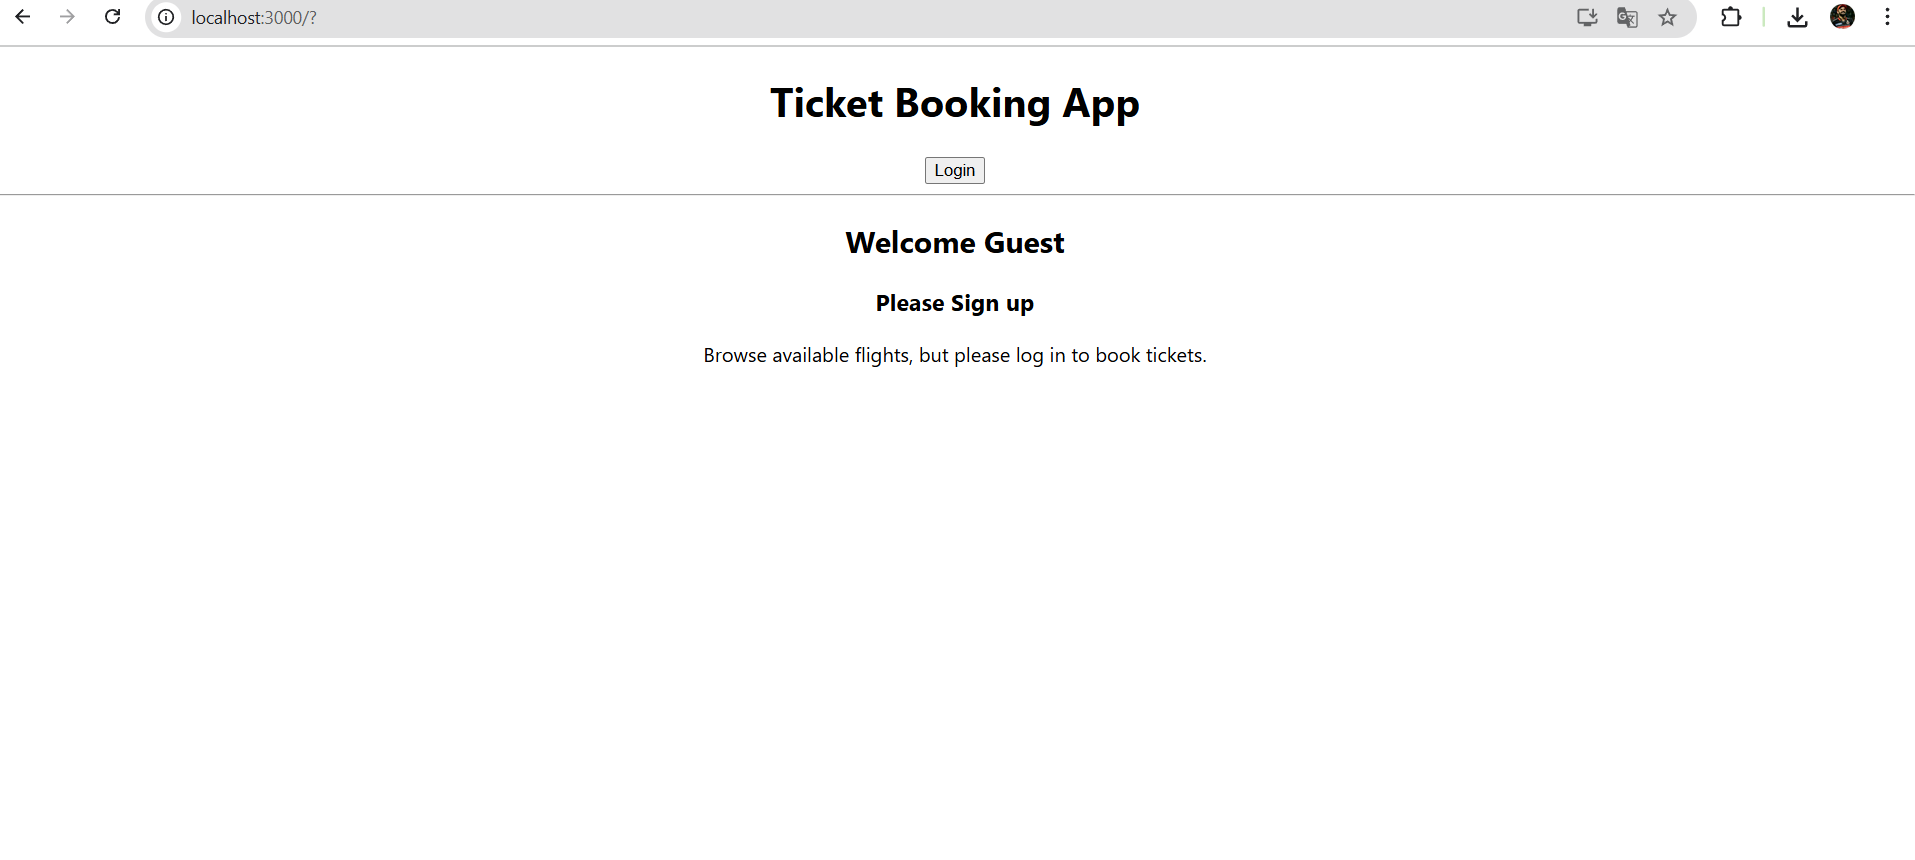 localhost:3000/?
Ticket Booking App
Login
Welcome Guest
Please Sign up
Browse available flights, but please log in to book tickets.